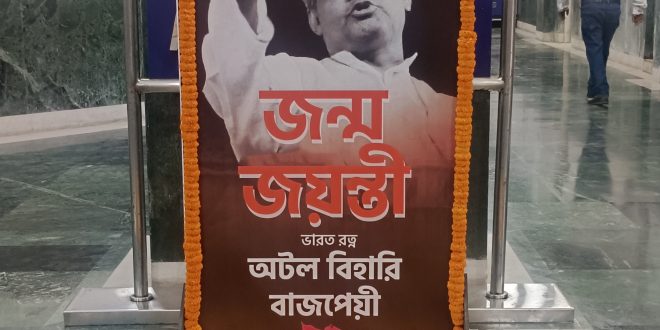 জন্ম
জয়ন্তী
ভারত রত্ন
অটল বিহারি
বাজপেয়ী